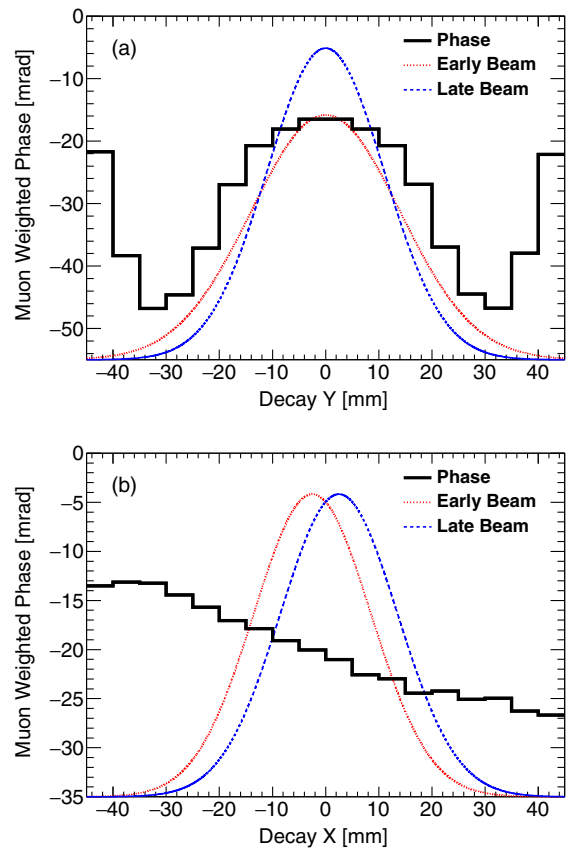 (a)
Phase
Early Beam
Late Beam
Muon Weighted Phase [mrad]
0
−10
−20
−30
−40
−50
−40 −30 −20 −10 0 10 20 30 40
Decay Y [mm]
(b)
Phase
Early Beam
Late Beam
Muon Weighted Phase [mrad]
0
−5
−10
−15
−20
−25
−30
−35
−40 −30 −20 −10 0 10 20 30 40
Decay X [mm]